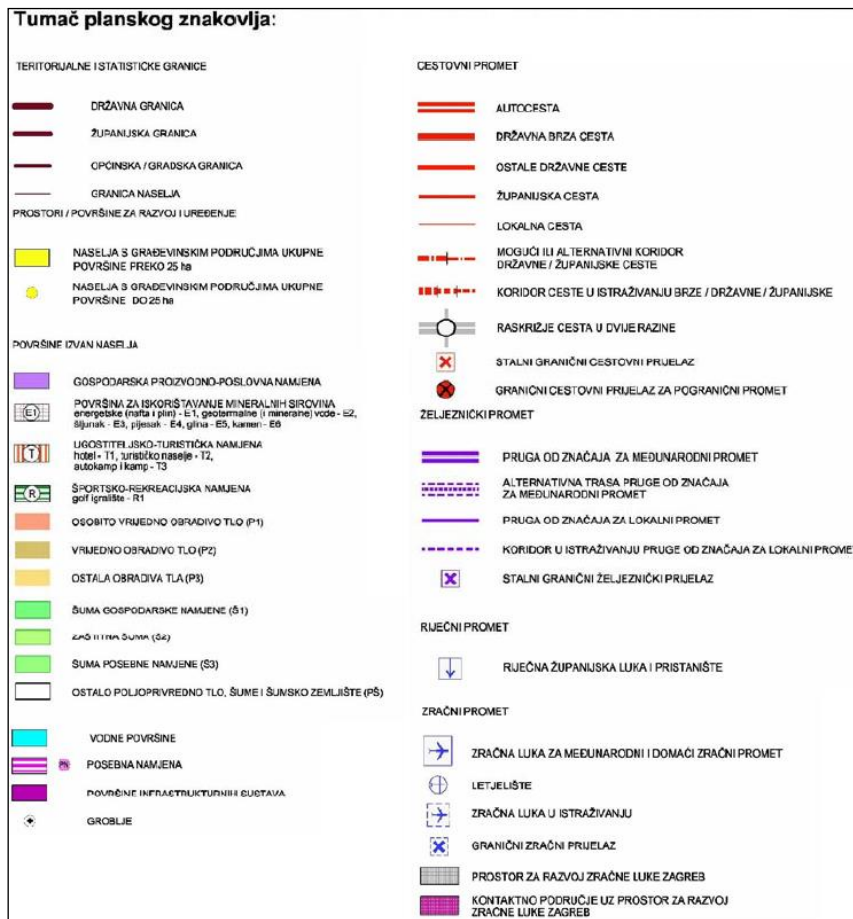 Tumač planskog znakovlja:
TERITORIJALNE I STATISTIČKE GRANICE
DRŽAVNA GRANICA
ŽUPANIJSKA GRANICA
OPĆINSKA / GRADSKA GRANICA
GRANICA NASELJA
PROSTORI / POVRŠINE ZA RAZVOJ I UREĐENJE
NASELJA S GRAĐEVINSKIM PODRUČJIMA UKUPNE
POVRŠINE PREKO 25 ha
NASELJA S GRAĐEVINSKIM PODRUČJIMA UKUPNE
POVRŠINE DO 25 ha
POVRŠINE IZVAN NASELJA
GOSPODARSKA PROIZVODNO-POSLOVNA NAMJENA
E1
POVRŠINA ZA ISKORIŠTAVANJE MINERALNIH SIROVINA
energetske (nafta i plin) - E1, geotermalne (i mineralne) vode - E2,
šljunak - E3, pijesak - E4, glina - E5, kamen - E6
T
UGOSTITELJSKO-TURISTIČKA NAMJENA
hotel - T1, turističko naselje - T2,
autokamp i kamp - T3
R
ŠPORTSKO-REKREACIJSKA NAMJENA
golf igralište - R1
OSOBITO VRIJEDNO OBRADIVO TLO (P1)
VRIJEDNO OBRADIVO TLO (P2)
OSTALA OBRADIVA TLA (P3)
ŠUMA GOSPODARSKE NAMJENE (Š1)
ZAŠTITNA ŠUMA (Š2)
ŠUMA POSEBNE NAMJENE (Š3)
OSTALO POLJOPRIVREDNO TLO, ŠUME I ŠUMSKO ZEMLJIŠTE (PŠ)
VODNE POVRŠINE
POSEBNA NAMJENA
POVRŠINE INFRASTRUKTURNIH SUSTAVA
GROBLJE
CESTOVNI PROMET
AUTOCESTA
DRŽAVNA BRZA CESTA
OSTALE DRŽAVNE CESTE
ŽUPANIJSKA CESTA
LOKALNA CESTA
MOGUĆI ILI ALTERNATIVNI KORIDOR
DRŽAVNE / ŽUPANIJSKE CESTE
KORIDOR CESTE U ISTRAŽIVANJU BRZE / DRŽAVNE / ŽUPANIJSKE
RASKRIŽJE CESTA U DVIJE RAZINE
STALNI GRANIČNI CESTOVNI PRIJELAZ
GRANIČNI CESTOVNI PRIJELAZ ZA POGRANIČNI PROMET
ŽELJEZNIČKI PROMET
PRUGA OD ZNAČAJA ZA MEĐUNARODNI PROMET
ALTERNATIVNA TRASA PRUGE OD ZNAČAJA
ZA MEĐUNARODNI PROMET
PRUGA OD ZNAČAJA ZA LOKALNI PROMET
KORIDOR U ISTRAŽIVANJU PRUGE OD ZNAČAJA ZA LOKALNI PROME
STALNI GRANIČNI ŽELJEZNIČKI PRIJELAZ
RIJEČNI PROMET
RIJEČNA ŽUPANIJSKA LUKA I PRISTANIŠTE
ZRAČNI PROMET
ZRAČNA LUKA ZA MEĐUNARODNI I DOMAĆI ZRAČNI PROMET
LETJELIŠTE
ZRAČNA LUKA U ISTRAŽIVANJU
GRANIČNI ZRAČNI PRIJELAZ
PROSTOR ZA RAZVOJ ZRAČNE LUKE ZAGREB
KONTAKTNO PODRUČJE UZ PROSTOR ZA RAZVOJ
ZRAČNE LUKE ZAGREB